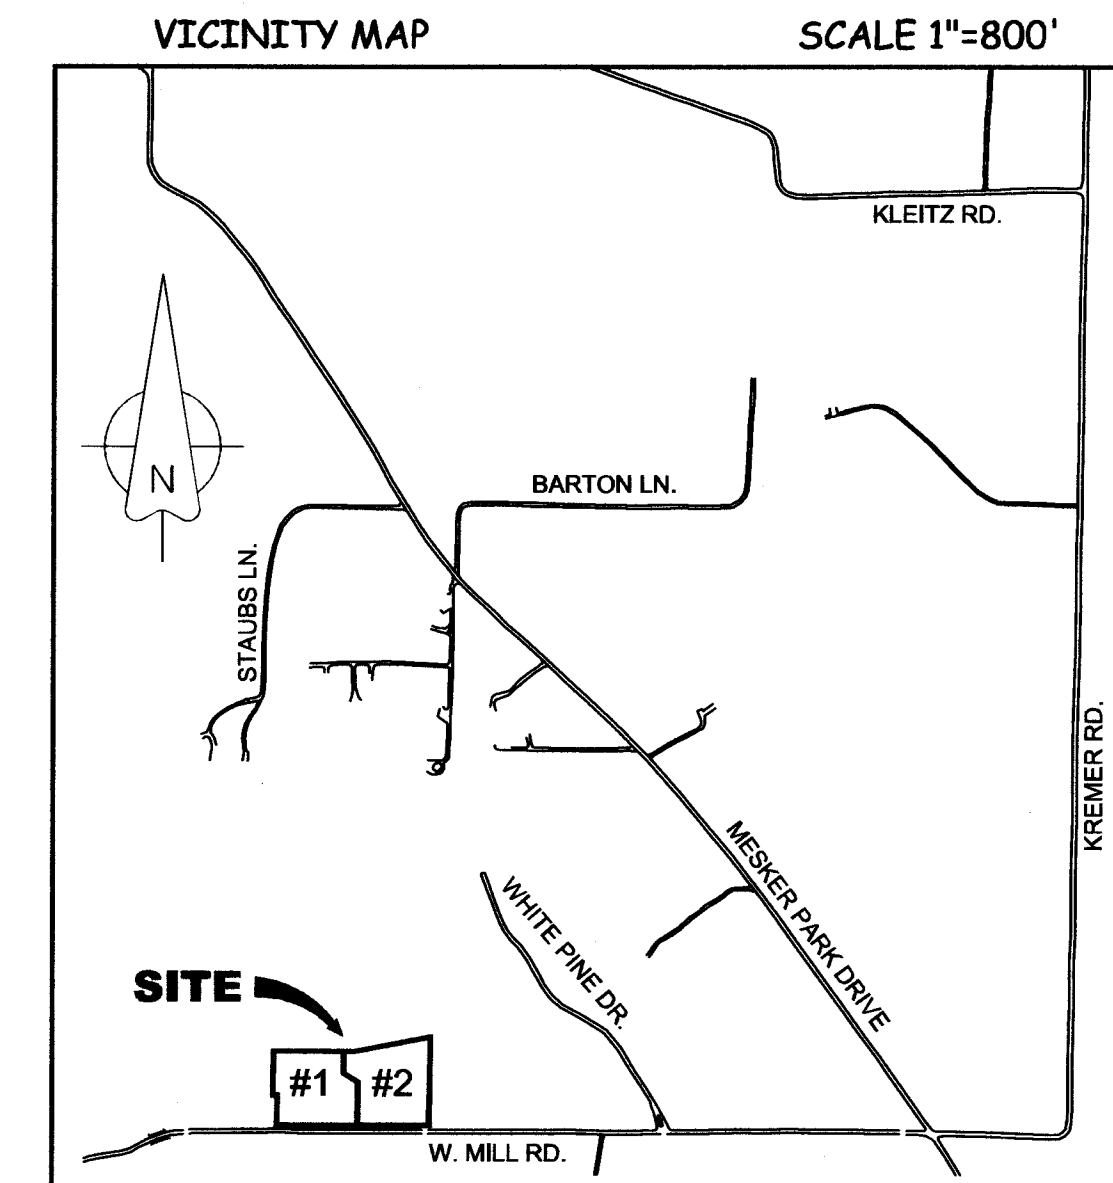 VICINITY MAP
SCALE 1"=800'
KLEITZ RD.
N
BARTON LN.
STAUBS LN.
KREMER RD.
MESKER PARK DRIVE
WHITE PINE DR.
SITE
#1
#2
W. MILL RD.